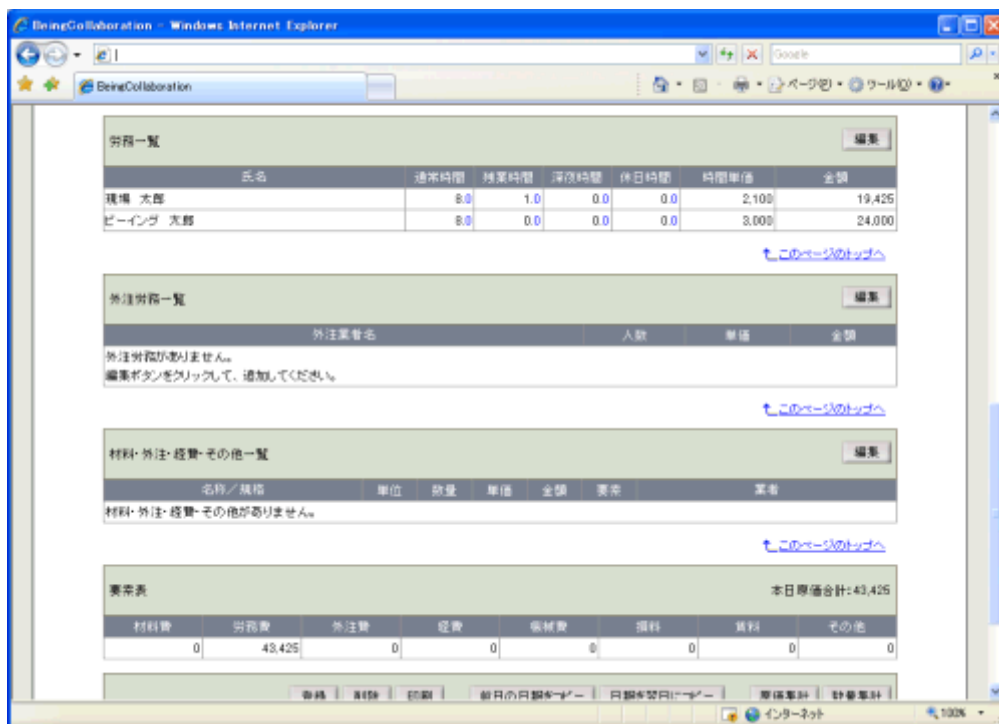 BeingCollaboration - Windows Internet Explorer
Google
BeingCollaboration ページ(P) ツール(O)
労務一覧 編集
氏名 通常時間 残業時間 深夜時間 休日時間 時間単価 金額
現場 太郎 8.0 1.0 0.0 0.0 2,100 19,425
ビーイング 太郎 8.0 0.0 0.0 0.0 3,000 24,000
このページのトップへ
外注労務一覧 編集
外注業者名 人数 単価 金額
外注労務がありません。
編集ボタンをクリックして、追加してください。
このページのトップへ
材料・外注・経費・その他一覧 編集
名称／規格 単位 数量 単価 金額 要素 業者
材料・外注・経費・その他がありません。
このページのトップへ
要素表 本日原価合計:43,425
材料費 労務費 外注費 経費 機械費 損料 賃料 その他
0 43,425 0 0 0 0 0 0
登録 削除 印刷 前日の日報をコピー 日報を翌日にコピー 原価集計 数量集計
インターネット 100%